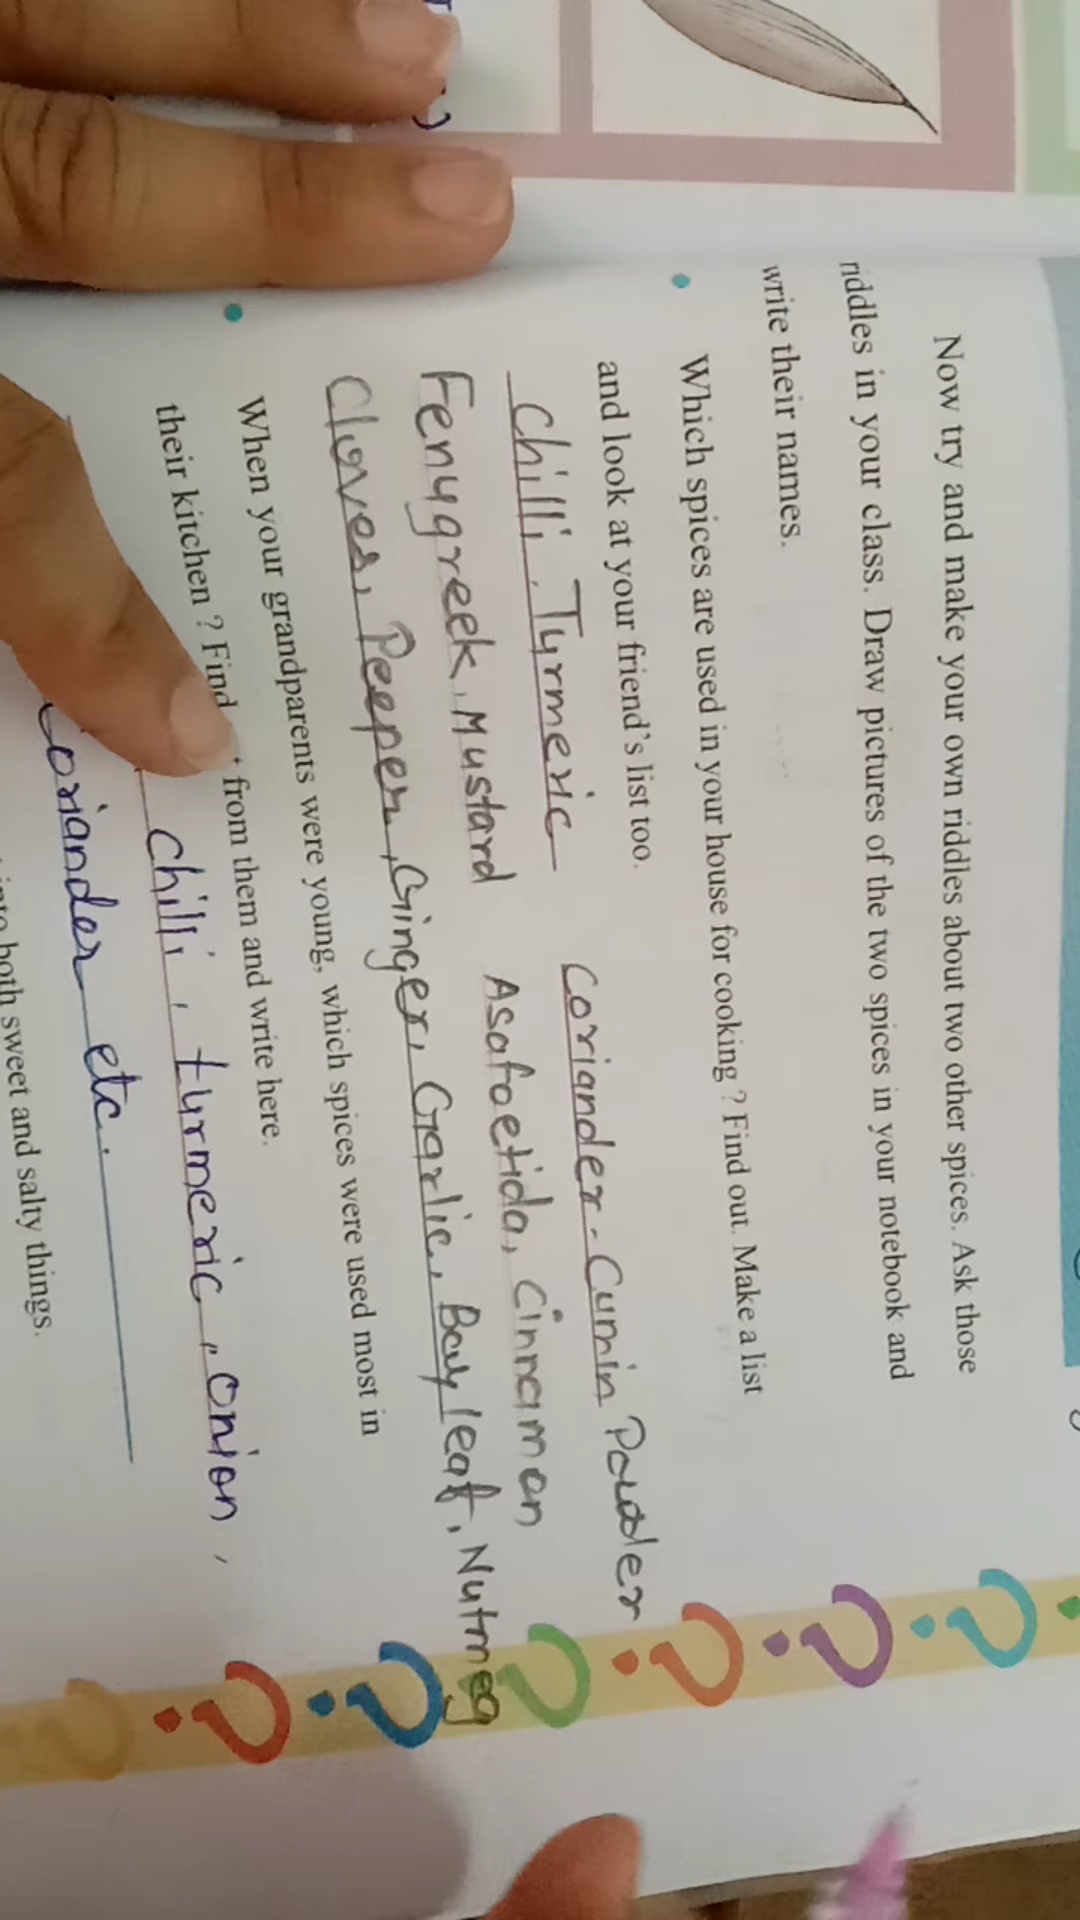 Now try and make your own riddles about two other spices. Ask those
riddles in your class. Draw pictures of the two spices in your notebook and
write their names.
Which spices are used in your house for cooking ? Find out. Make a list
and look at your friend's list too.
Chilli, Turmeric Coriander-Cumin Powder
Fenugreek, Mustard Asafoetida, Cinnamon
Cloves, Peeper, Ginger, Garlic, Bay leaf, Nutmeg
When your grandparents were young, which spices were used most in
their kitchen ? Find from them and write here.
Chilli, turmeric, onion,
oriander etc.
both sweet and salty things.